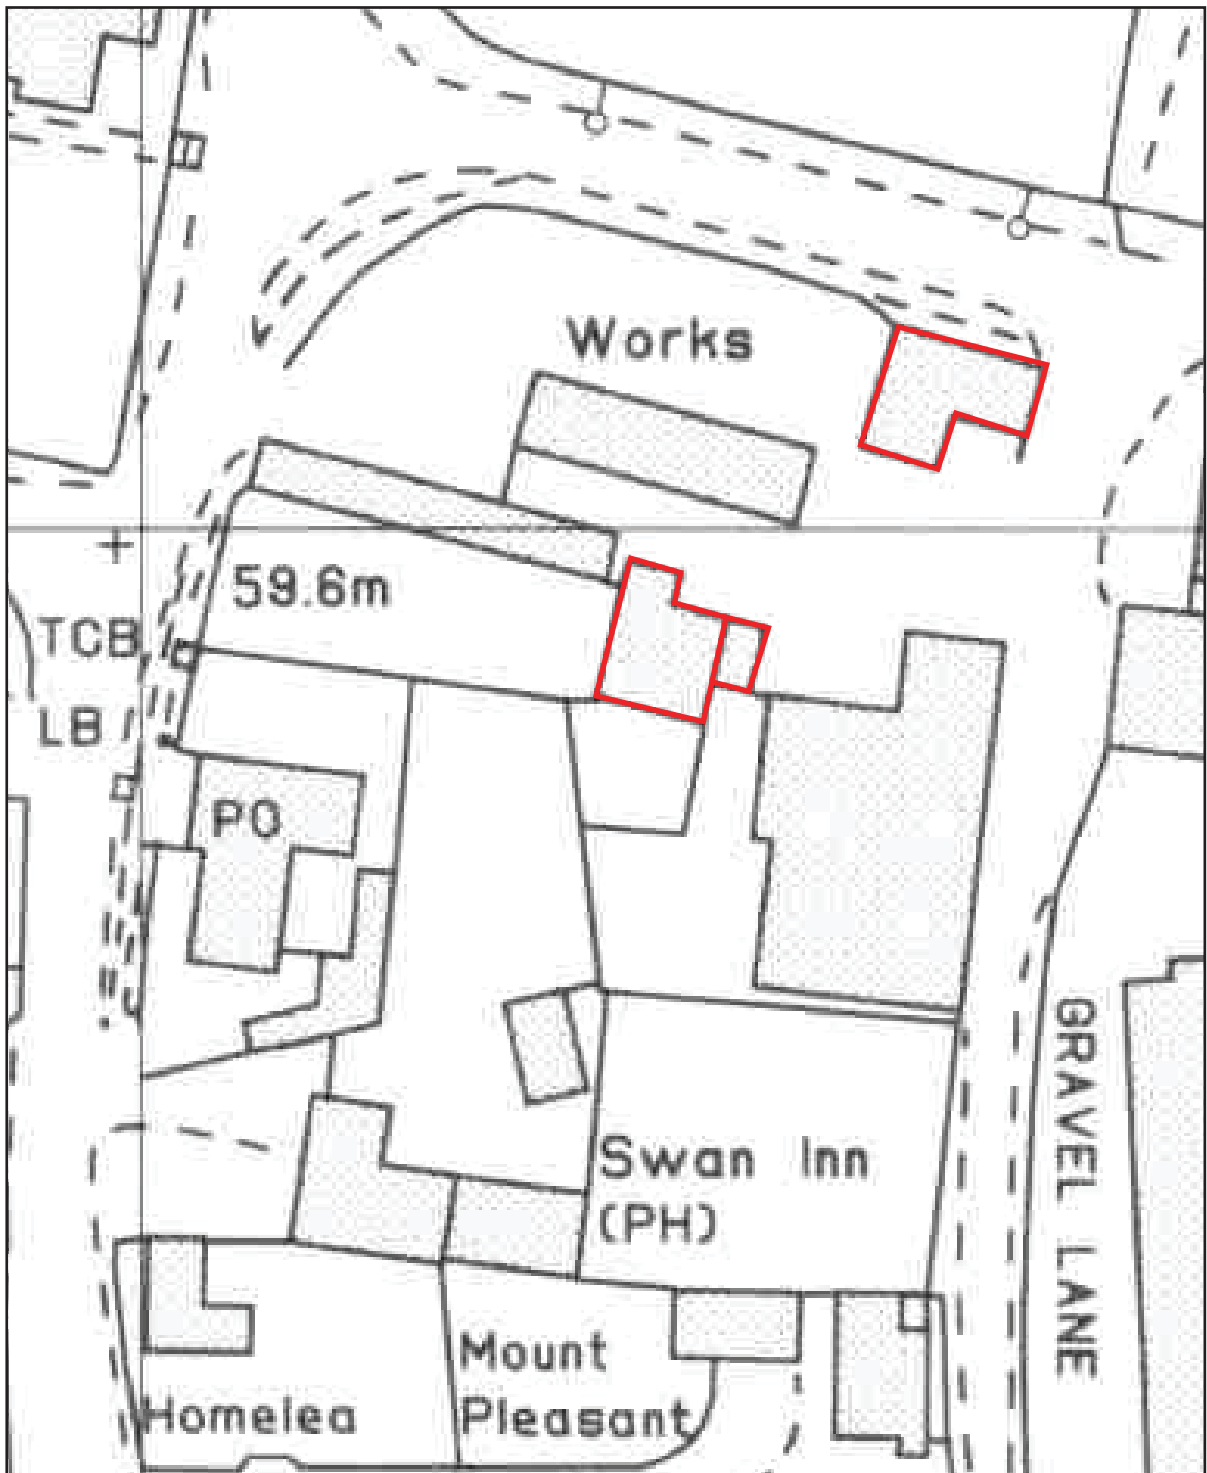 Works
59.6m
TCB
LB
PO
GRAVEL LANE
Swan Inn
(PH)
Mount
Pleasant
Homelea